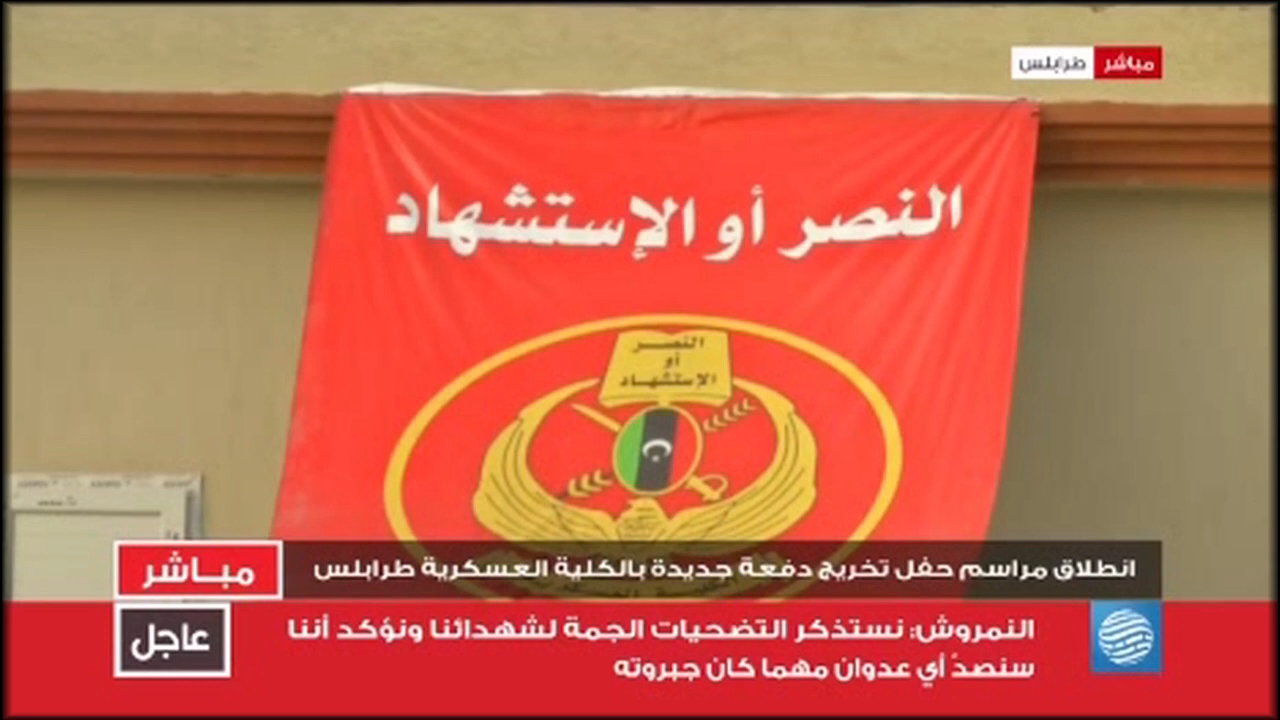 مباشر طرابلس
النصر أو الإستشهاد
النصر
أو
الإستشهاد
انطلاق مراسم حفل تخريج دفعة جديدة بالكلية العسكرية طرابلس
مباشر
النمروش: نستذكر التضحيات الجمة لشهدائنا ونؤكد أننا
سنصدّ أي عدوان مهما كان جبروته
عاجل